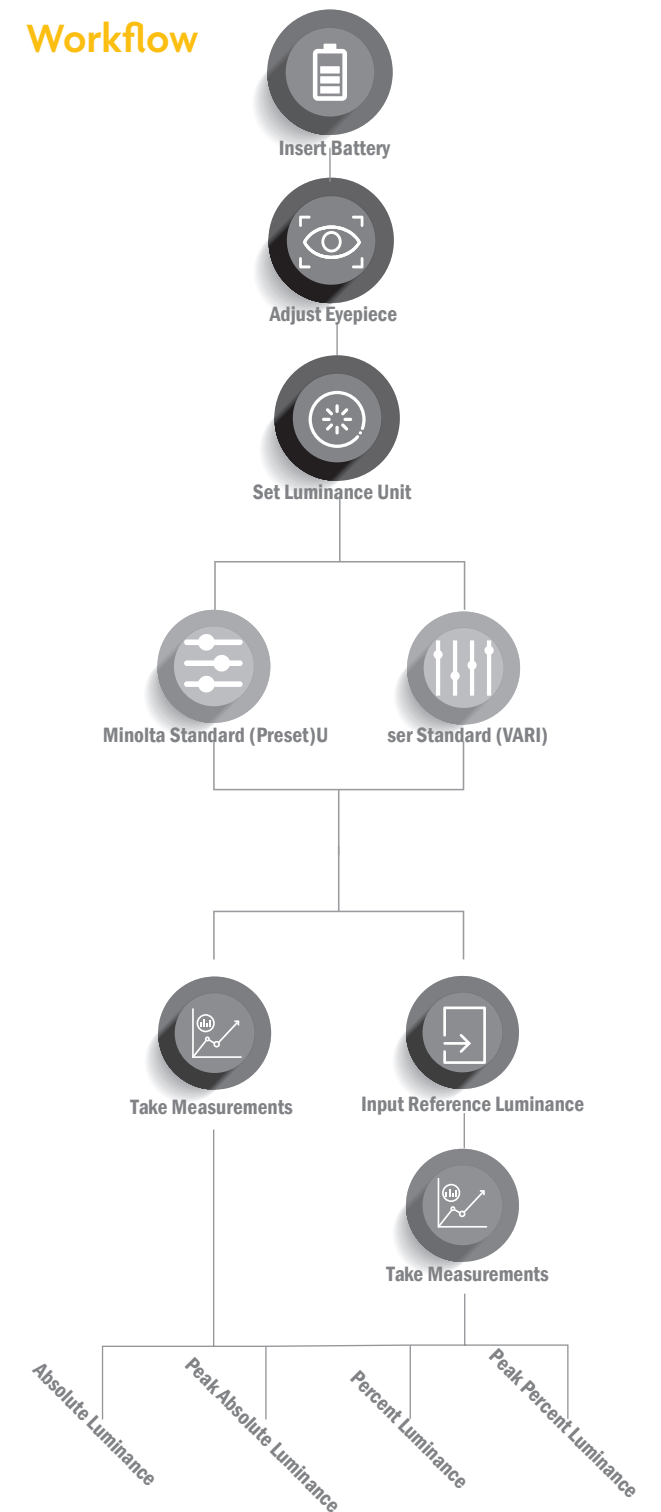 Workflow
Insert Battery
Adjust Eyepiece
Set Luminance Unit
Minolta Standard (Preset)U
ser Standard (VARI)
Take Measurements
Input Reference Luminance
Take Measurements
Absolute Luminance
Peak Absolute Luminance
Percent Luminance
Peak Percent Luminance